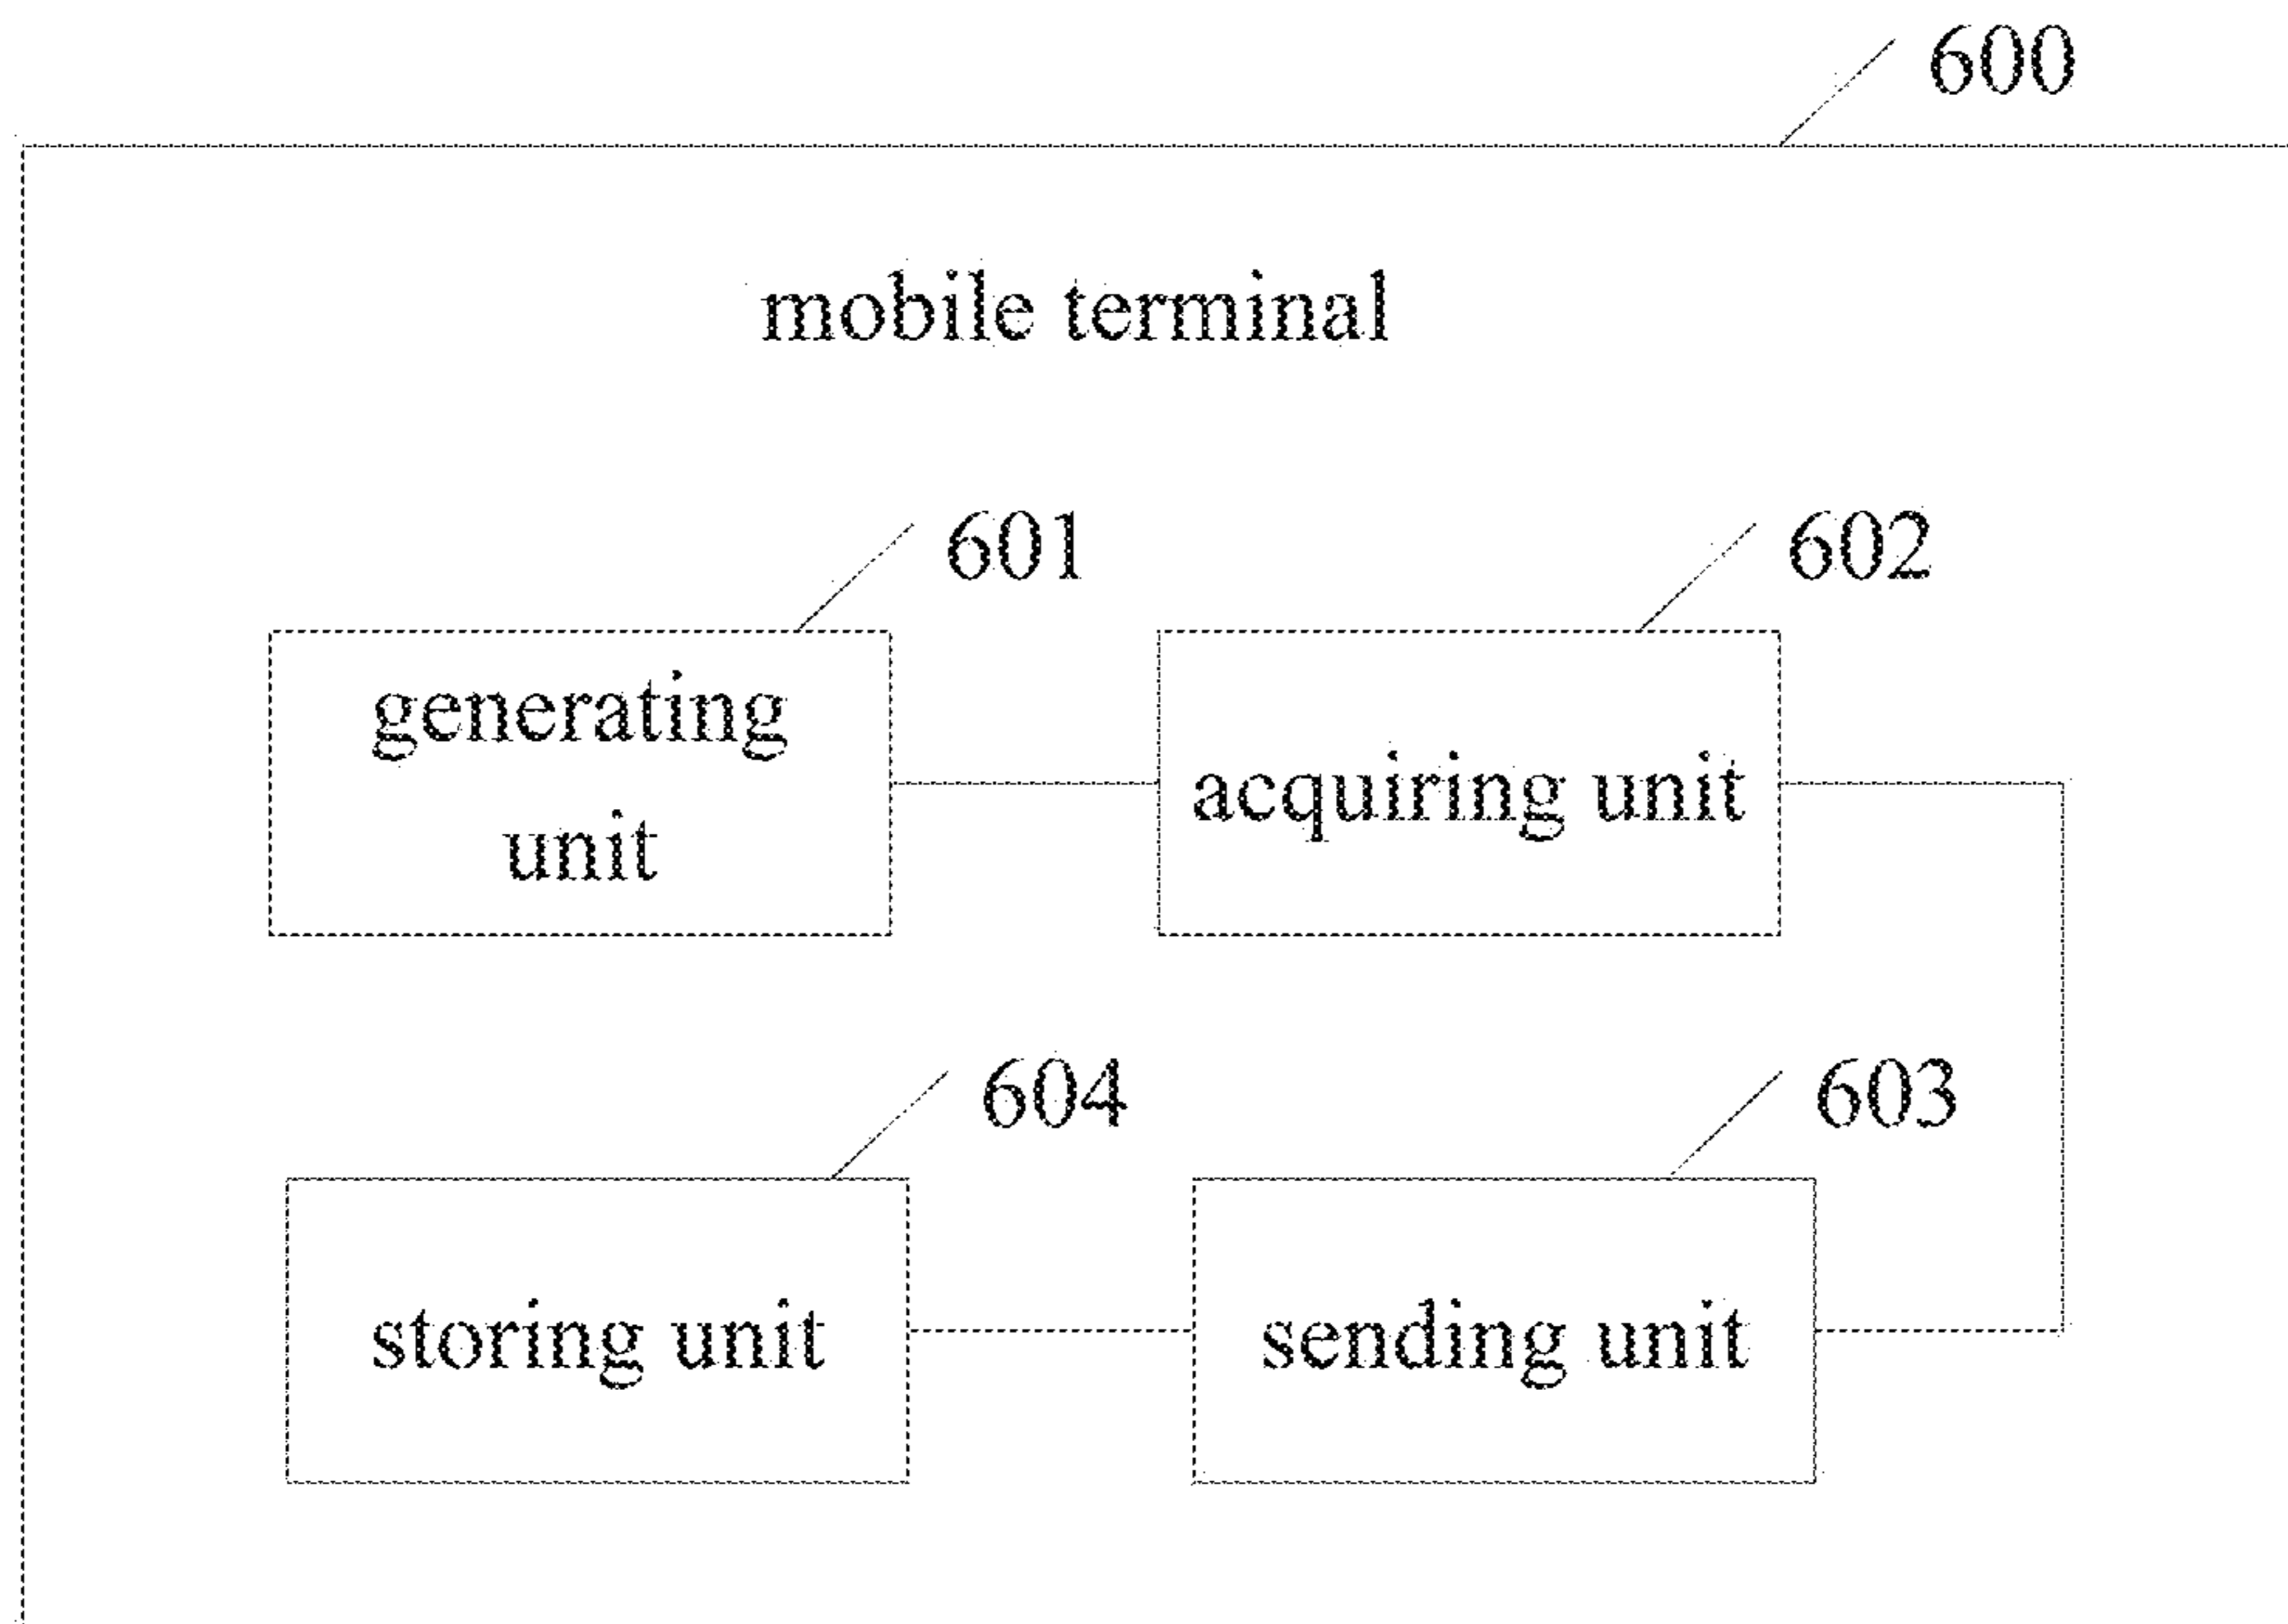 600
mobile terminal
601
602
generating
unit
acquiring unit
604
603
storing unit
sending unit